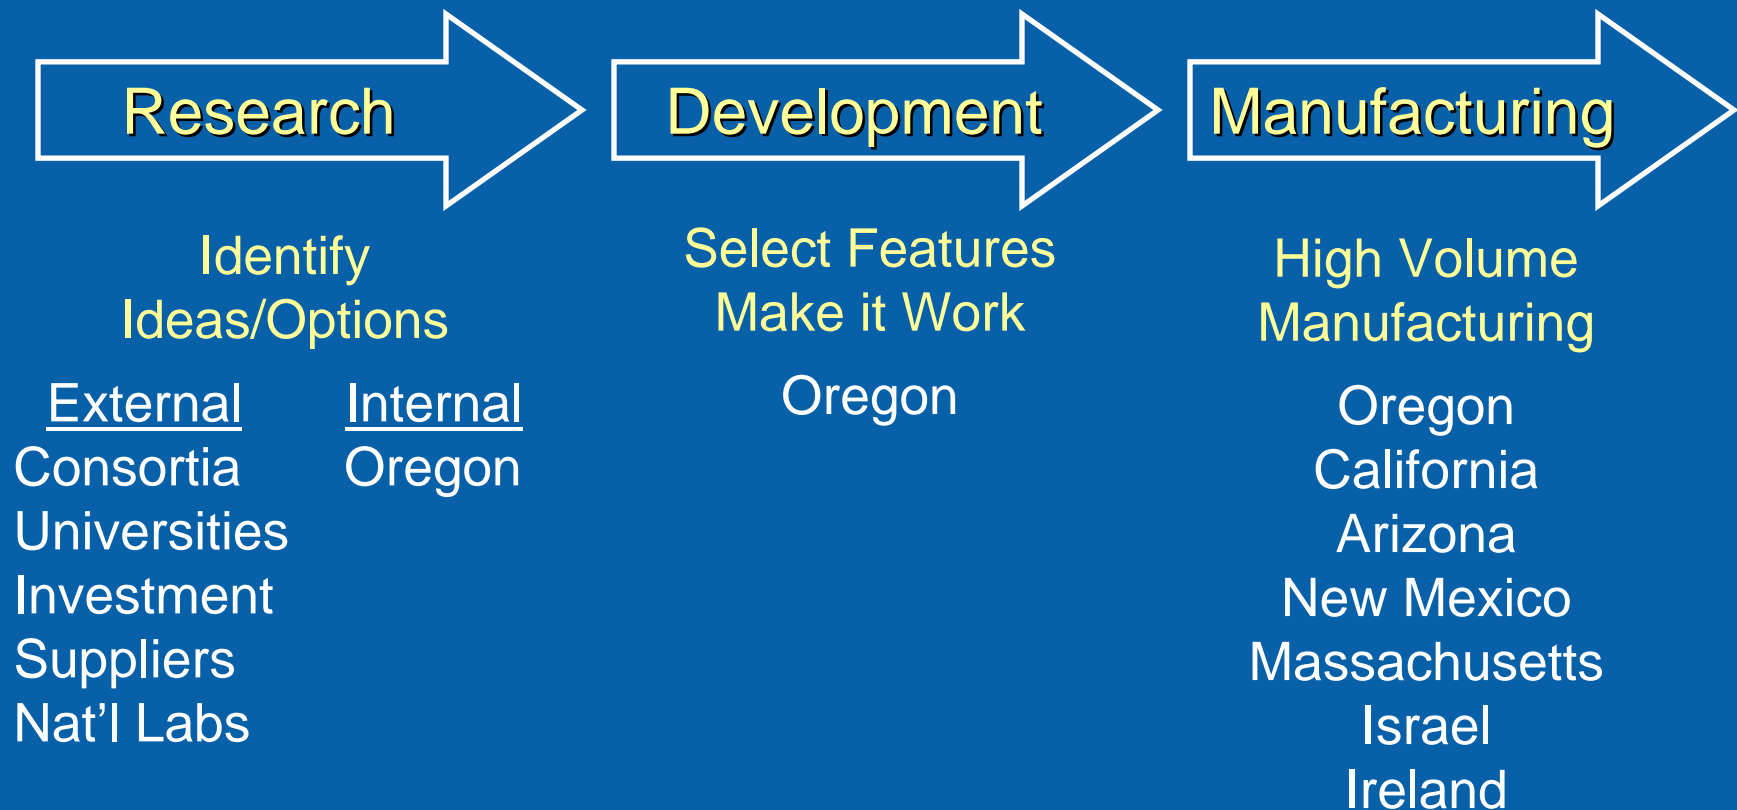 Research
Development
Manufacturing
Identify
Ideas/Options
External
Consortia
Universities
Investment
Suppliers
Nat'l Labs
Internal
Oregon
Select Features
Make it Work
Oregon
High Volume
Manufacturing
Oregon
California
Arizona
New Mexico
Massachusetts
Israel
Ireland